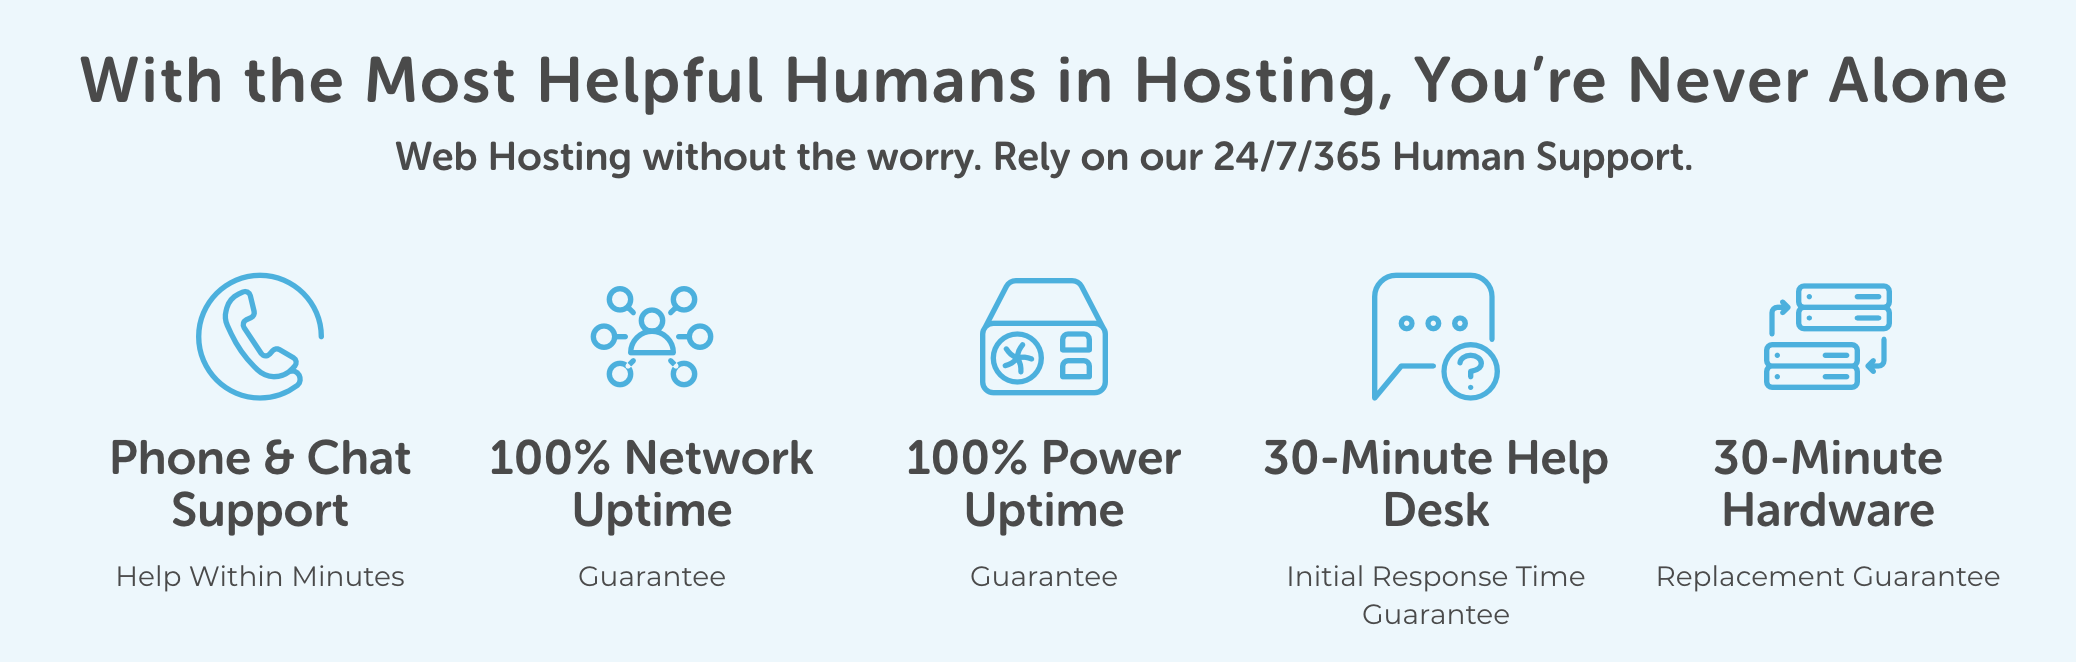 With the Most Helpful Humans in Hosting, You’re Never Alone
Web Hosting without the worry. Rely on our 24/7/365 Human Support.
Phone & Chat
Support
Help Within Minutes
100% Network
Uptime
Guarantee
100% Power
Uptime
Guarantee
30-Minute Help
Desk
Initial Response Time
Guarantee
30-Minute
Hardware
Replacement Guarantee